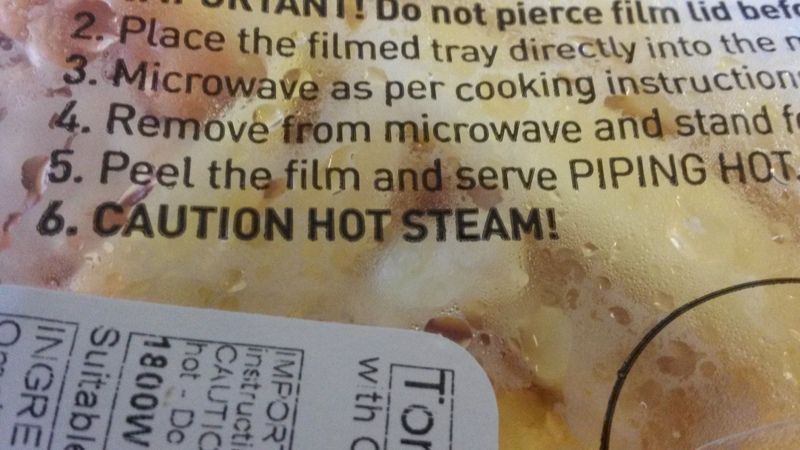 IMPORTANT! Do not pierce film lid
2. Place the filmed tray directly into the
3. Microwave as per cooking instructions
4. Remove from microwave and stand
5. Peel the film and serve PIPING HOT.
6. CAUTION HOT STEAM!
Tor
with
IMPOR
instructi
CAUTIO
hot - Do
1800W
Suitable
INGRE